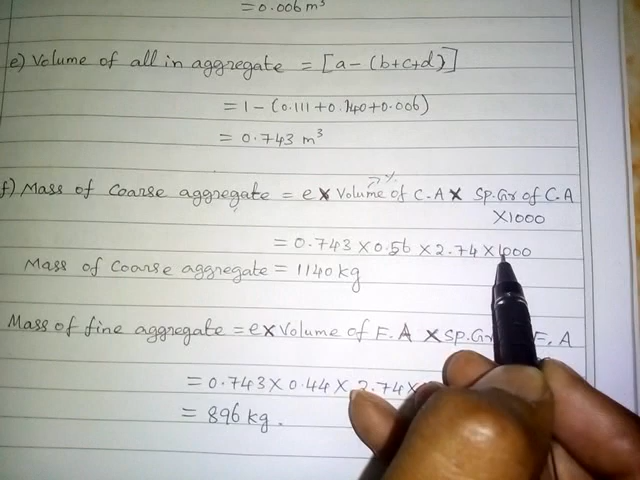 = 0.006 m³
e) Volume of all in aggregate = [a - (b+c+d)]
= 1 - (0.111 + 0.140 + 0.006)
= 0.743 m³
f) Mass of Coarse aggregate = e × Volume of C.A × Sp.Gr of C.A
× 1000
= 0.743 × 0.56 × 2.74 × 1000
Mass of Coarse aggregate = 1140 kg
Mass of fine aggregate = e × Volume of F.A × Sp.Gr F.A
= 0.743 × 0.44 × 2.74 ×
= 896 kg.